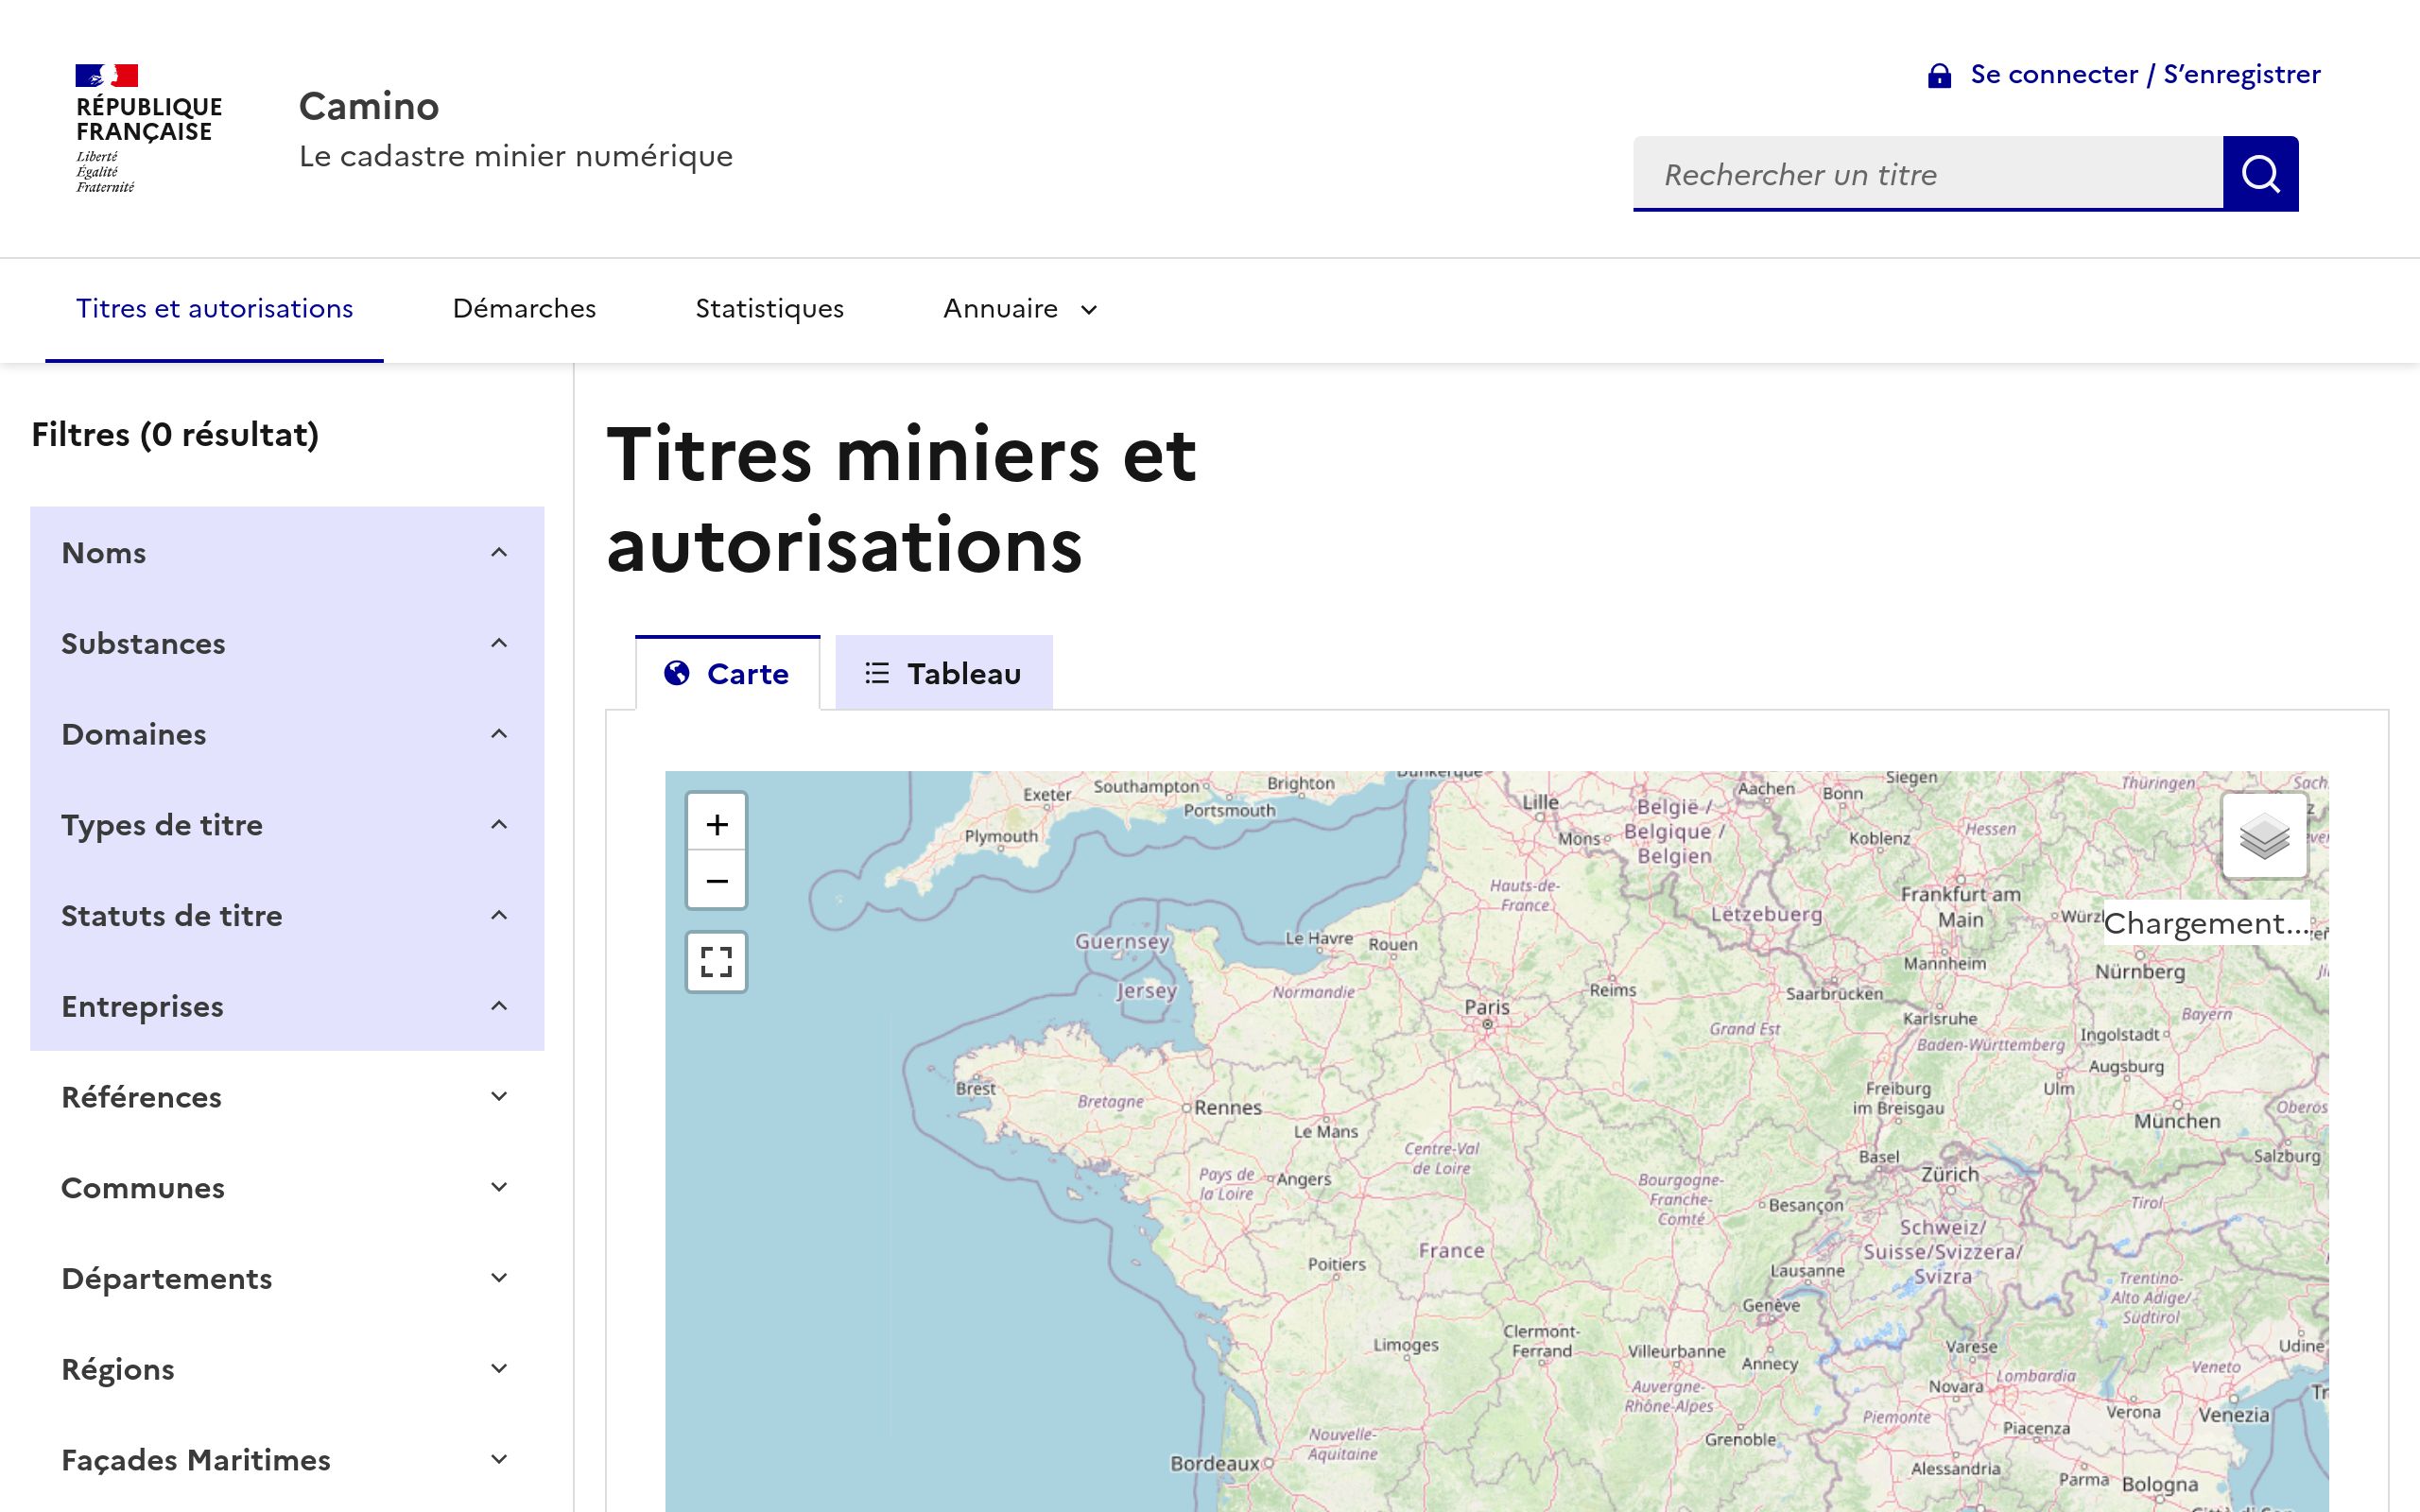 RÉPUBLIQUE
FRANÇAISE
Liberté
Égalité
Fraternité
Camino
Le cadastre minier numérique
Se connecter / S’enregistrer
Rechercher un titre
Titres et autorisations
Démarches
Statistiques
Annuaire
Filtres (0 résultat)
Noms
Substances
Domaines
Types de titre
Statuts de titre
Entreprises
Références
Communes
Départements
Régions
Façades Maritimes
Titres miniers et
autorisations
Carte
Tableau
+
−
Chargement...
Exeter
Southampton
Brighton
Portsmouth
Plymouth
Dunkerque
Lille
Mons
België /
Belgique /
Belgien
Aachen
Bonn
Siegen
Koblenz
Hessen
Thüringen
Hauts-de-
France
Lëtzebuerg
Frankfurt am
Main
Guernsey
Jersey
Le Havre
Rouen
Normandie
Paris
Reims
Saarbrücken
Mannheim
Nürnberg
Karlsruhe
Grand Est
Baden-Württemberg
Ingolstadt
Bayern
Augsburg
Ulm
Freiburg
im Breisgau
München
Brest
Bretagne
Rennes
Le Mans
Centre-Val
de Loire
Pays de
la Loire
Angers
Bourgogne-
Franche-
Comté
Besançon
Basel
Zürich
Salzburg
Tirol
Schweiz/
Suisse/Svizzera/
Svizra
France
Poitiers
Lausanne
Genève
Trentino-
Alto Adige/
Südtirol
Limoges
Clermont-
Ferrand
Villeurbanne
Annecy
Varese
Udine
Lombardia
Veneto
Novara
Auvergne-
Rhône-Alpes
Verona
Venezia
Piemonte
Piacenza
Grenoble
Nouvelle-
Aquitaine
Bordeaux
Alessandria
Parma
Bologna